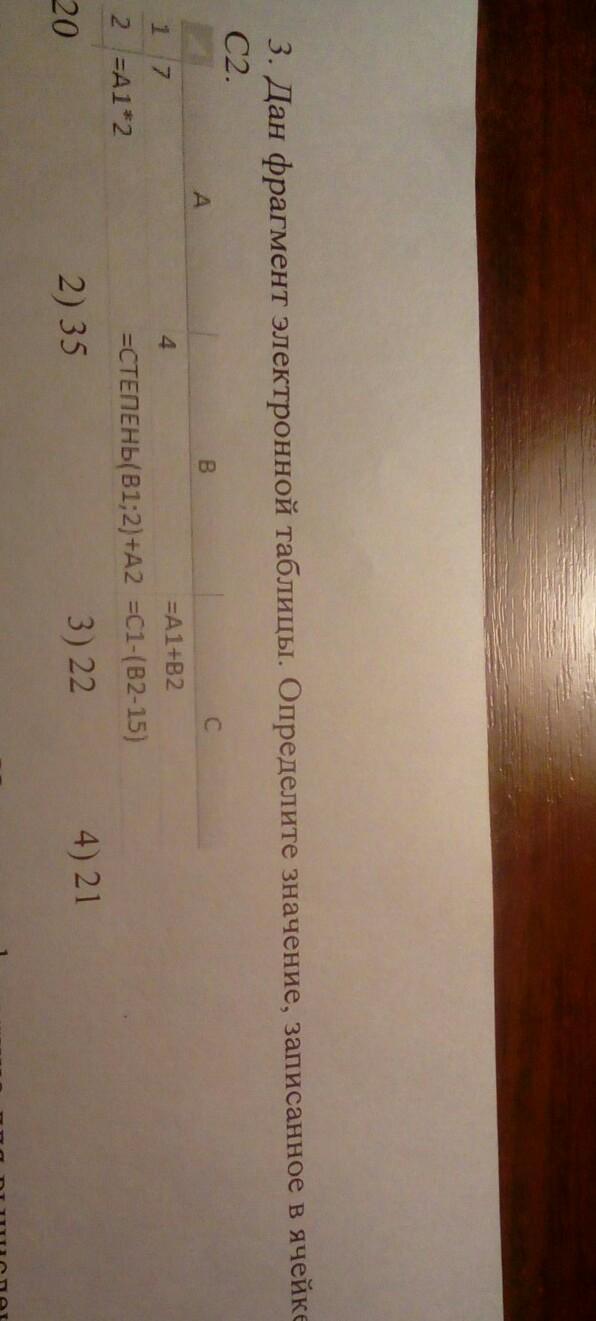 3. Дан фрагмент электронной таблицы. Определите значение, записанное в ячейке
C2.
A B C
1 7 4 =A1+B2
2 =A1*2 =СТЕПЕНЬ(B1;2)+A2 =C1-(B2-15)
20 2) 35 3) 22 4) 21